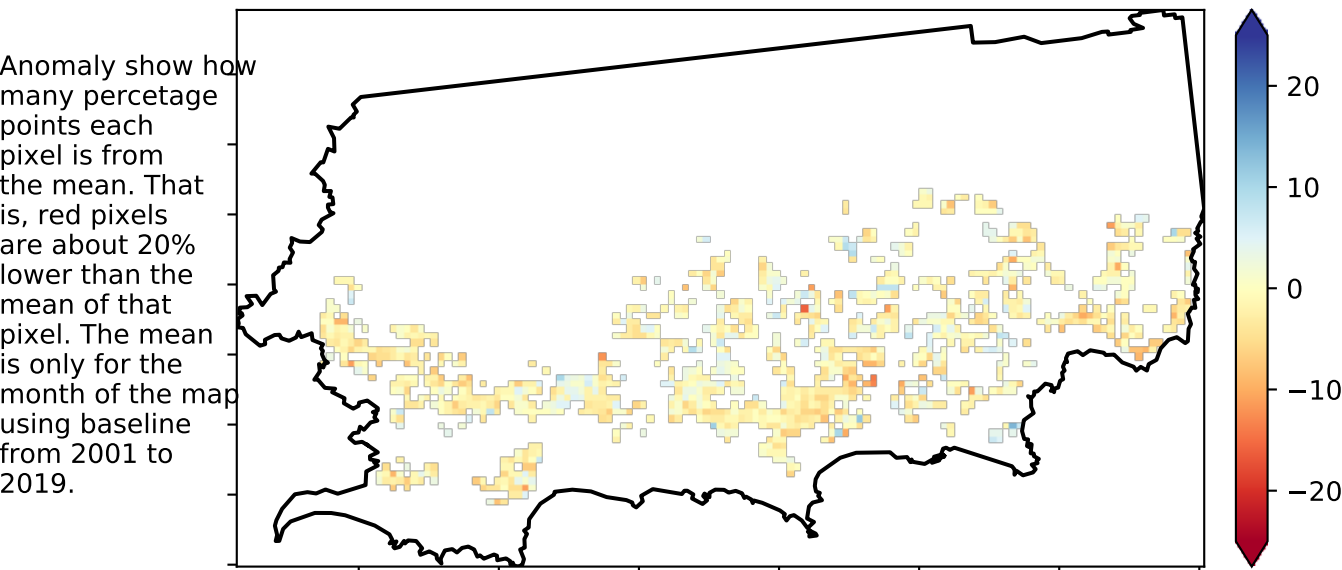 Anomaly show how
many percetage
points each
pixel is from
the mean. That
is, red pixels
are about 20%
lower than the
mean of that
pixel. The mean
is only for the
month of the map
using baseline
from 2001 to
2019.
20
10
0
−10
−20